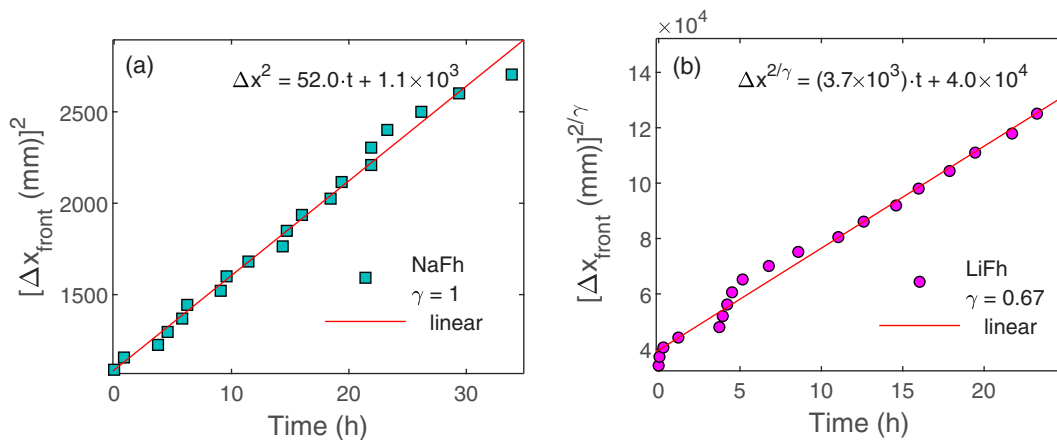 (a)
Δx² = 52.0·t + 1.1×10³
[Δx_front (mm)]²
2500
2000
1500
NaFh
γ = 1
linear
0
10
20
30
Time (h)
×10⁴
(b)
Δx^{2/γ} = (3.7×10³)·t + 4.0×10⁴
[Δx_front (mm)]^{2/γ}
14
12
10
8
6
4
LiFh
γ = 0.67
linear
0
5
10
15
20
Time (h)